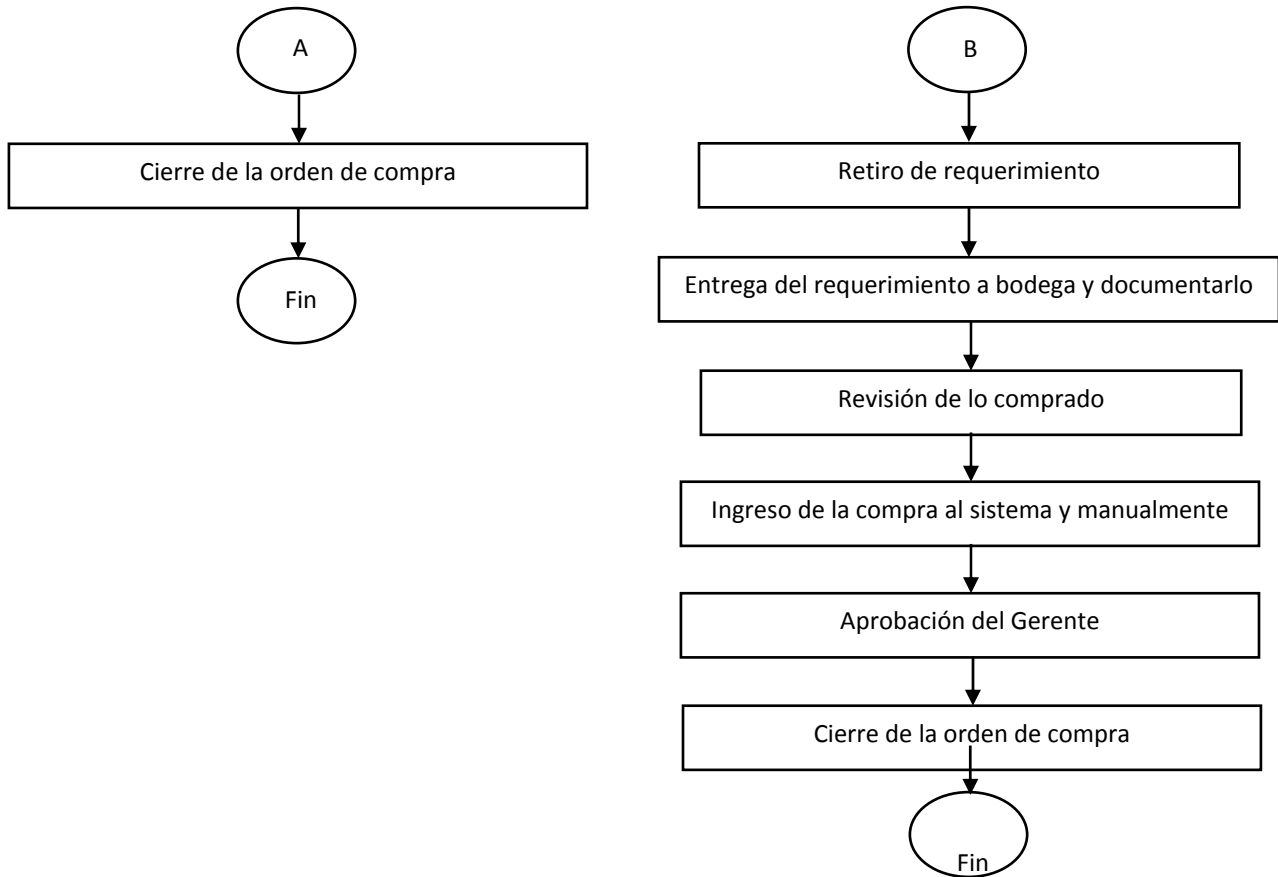 A
Cierre de la orden de compra
Fin
B
Retiro de requerimiento
Entrega del requerimiento a bodega y documentarlo
Revisión de lo comprado
Ingreso de la compra al sistema y manualmente
Aprobación del Gerente
Cierre de la orden de compra
Fin